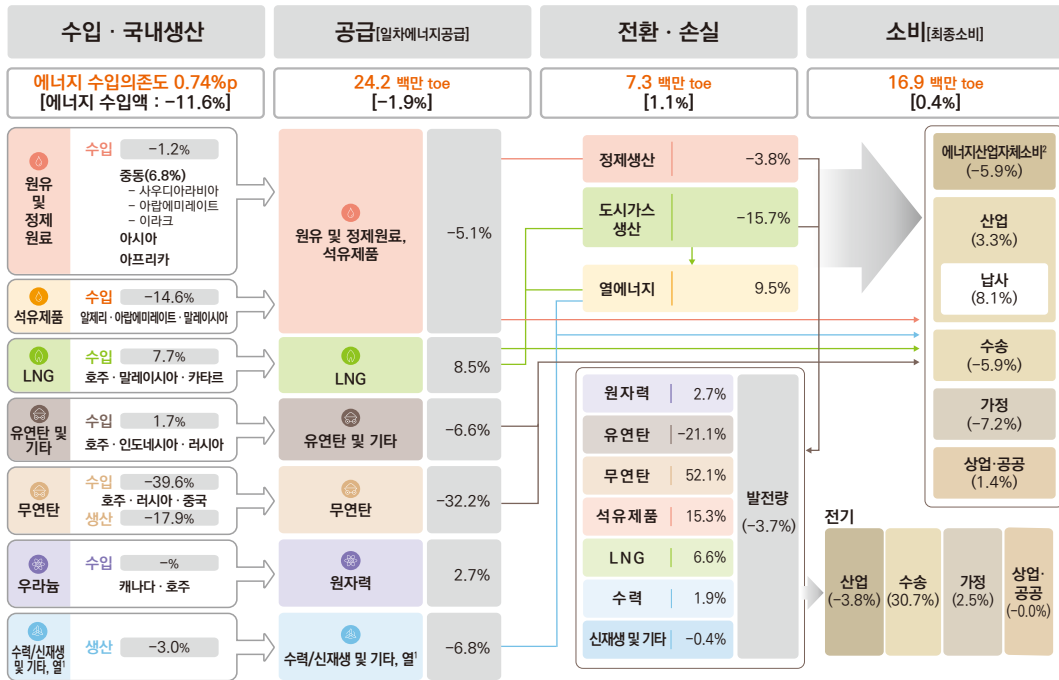 수입 · 국내생산
공급[일차에너지공급]
전환 · 손실
소비[최종소비]
에너지 수입의존도 0.74%p
[에너지 수입액 : -11.6%]
24.2 백만 toe
[-1.9%]
7.3 백만 toe
[1.1%]
16.9 백만 toe
[0.4%]
원유
및
정제
원료
수입 -1.2%
중동(6.8%)
- 사우디아라비아
- 아랍에미레이트
- 이라크
아시아
아프리카
석유제품
수입 -14.6%
알제리 · 아랍에미레이트 · 말레이시아
LNG
수입 7.7%
호주 · 말레이시아 · 카타르
유연탄 및
기타
수입 1.7%
호주 · 인도네시아 · 러시아
무연탄
수입 -39.6%
호주 · 러시아 · 중국
생산 -17.9%
우라늄
수입 -%
캐나다 · 호주
수력/신재생
및 기타, 열¹
생산 -3.0%
원유 및 정제원료,
석유제품
-5.1%
LNG
8.5%
유연탄 및 기타
-6.6%
무연탄
-32.2%
원자력
2.7%
수력/신재생 및 기타, 열¹
-6.8%
정제생산 -3.8%
도시가스
생산
-15.7%
열에너지 9.5%
원자력 2.7%
유연탄 -21.1%
무연탄 52.1%
석유제품 15.3%
LNG 6.6%
수력 1.9%
신재생 및 기타 -0.4%
발전량
(-3.7%)
에너지산업자체소비²
(-5.9%)
산업
(3.3%)
납사
(8.1%)
수송
(-5.9%)
가정
(-7.2%)
상업·공공
(1.4%)
전기
산업
(-3.8%)
수송
(30.7%)
가정
(2.5%)
상업·
공공
(-0.0%)